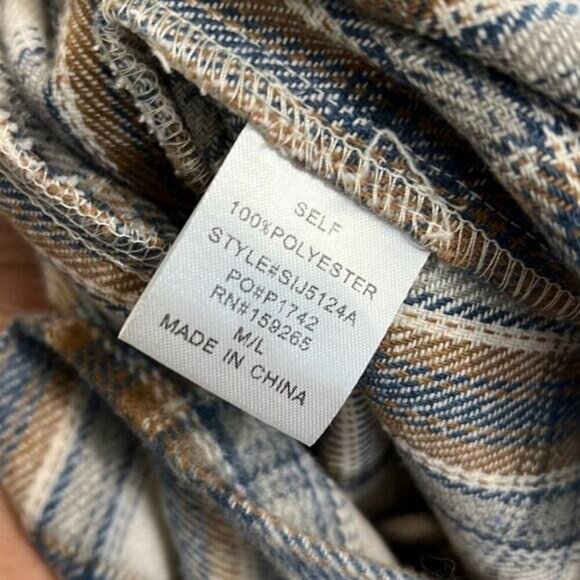 SELF
100%POLYESTER
STYLE#SIJ5124A
PO#P1742
RN#159265
M/L
MADE IN CHINA